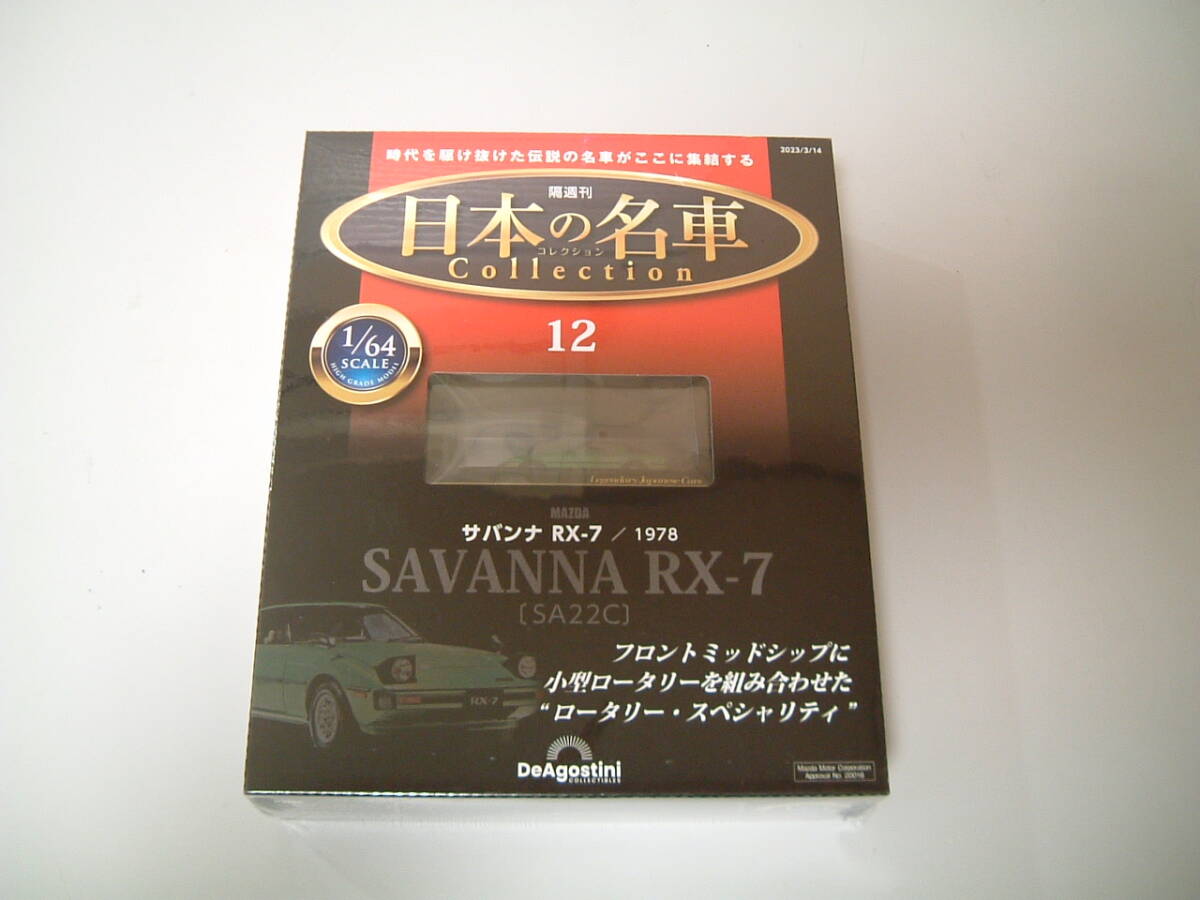 時代を駆け抜けた伝説の名車がここに集結する
2023/3/14
隔週刊
日本の名車
コレクション
Collection
1/64
SCALE
HIGH GRADE MODEL
12
Legendary Japanese Cars
MAZDA
サバンナ RX-7 / 1978
SAVANNA RX-7
[SA22C]
RX-7
フロントミッドシップに
小型ロータリーを組み合わせた
“ロータリー・スペシャリティ”
DeAgostini
COLLECTIBLES
Mazda Motor Corporation
Approval No. 20018